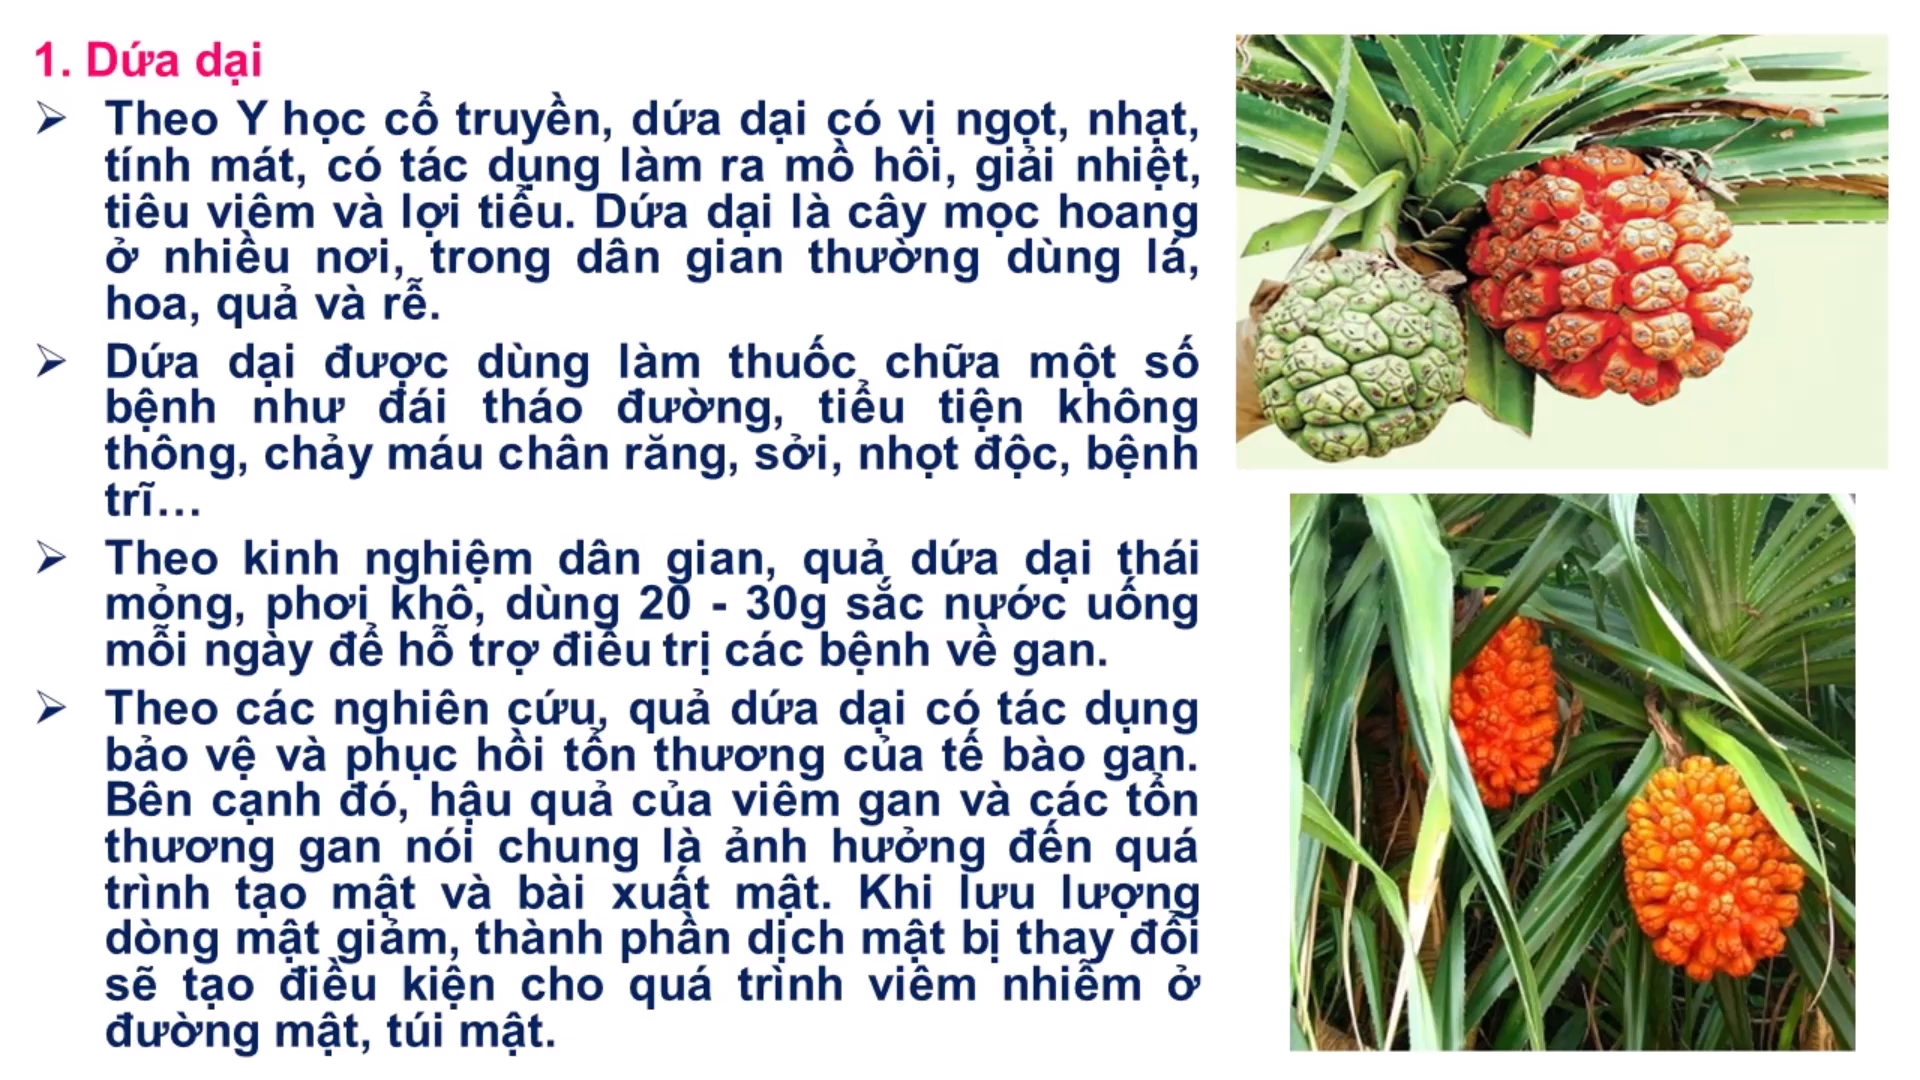 1. Dứa dại
➢ Theo Y học cổ truyền, dứa dại có vị ngọt, nhạt,
tính mát, có tác dụng làm ra mồ hôi, giải nhiệt,
tiêu viêm và lợi tiểu. Dứa dại là cây mọc hoang
ở nhiều nơi, trong dân gian thường dùng lá,
hoa, quả và rễ.
➢ Dứa dại được dùng làm thuốc chữa một số
bệnh như đái tháo đường, tiểu tiện không
thông, chảy máu chân răng, sởi, nhọt độc, bệnh
trĩ...
➢ Theo kinh nghiệm dân gian, quả dứa dại thái
mỏng, phơi khô, dùng 20 - 30g sắc nước uống
mỗi ngày để hỗ trợ điều trị các bệnh về gan.
➢ Theo các nghiên cứu, quả dứa dại có tác dụng
bảo vệ và phục hồi tổn thương của tế bào gan.
Bên cạnh đó, hậu quả của viêm gan và các tổn
thương gan nói chung là ảnh hưởng đến quá
trình tạo mật và bài xuất mật. Khi lưu lượng
dòng mật giảm, thành phần dịch mật bị thay đổi
sẽ tạo điều kiện cho quá trình viêm nhiễm ở
đường mật, túi mật.